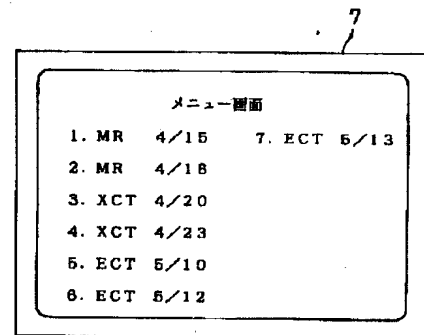 7
メニュー画面
1. MR 4/15 7. ECT 5/13
2. MR 4/18
3. XCT 4/20
4. XCT 4/23
5. ECT 5/10
6. ECT 5/12